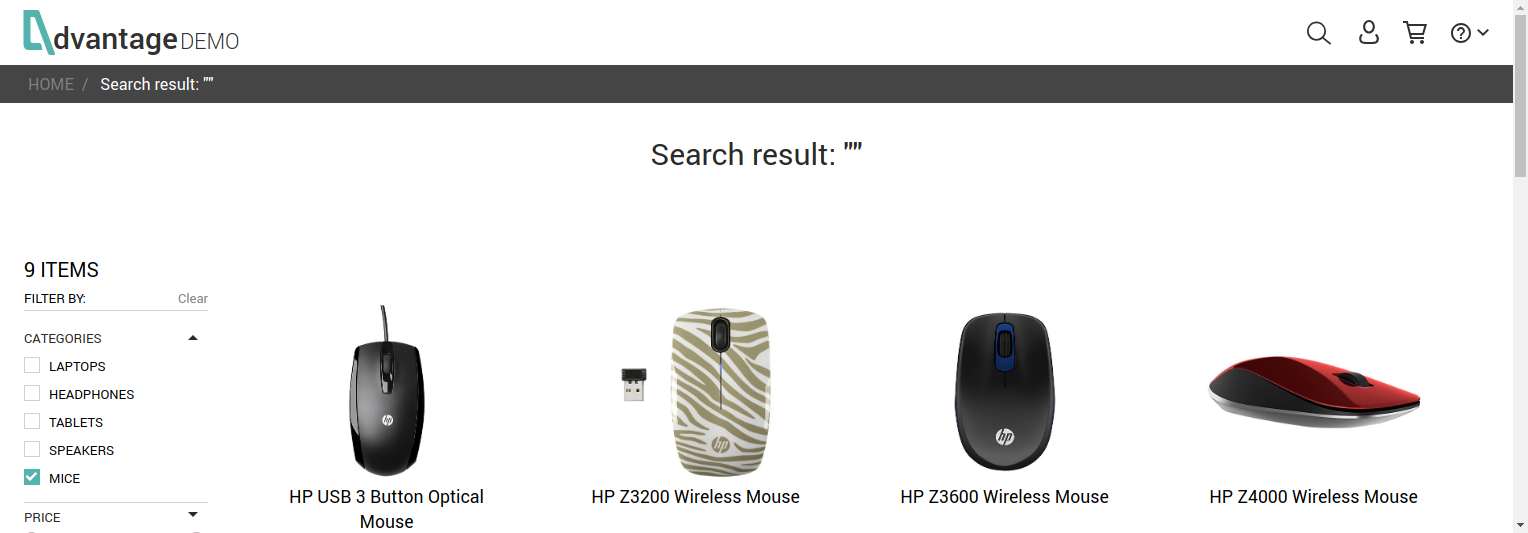 dvantage DEMO
HOME / Search result: ""
Search result: ""
9 ITEMS
FILTER BY: Clear
CATEGORIES
LAPTOPS
HEADPHONES
TABLETS
SPEAKERS
MICE
PRICE
HP USB 3 Button Optical
Mouse
HP Z3200 Wireless Mouse
HP Z3600 Wireless Mouse
HP Z4000 Wireless Mouse